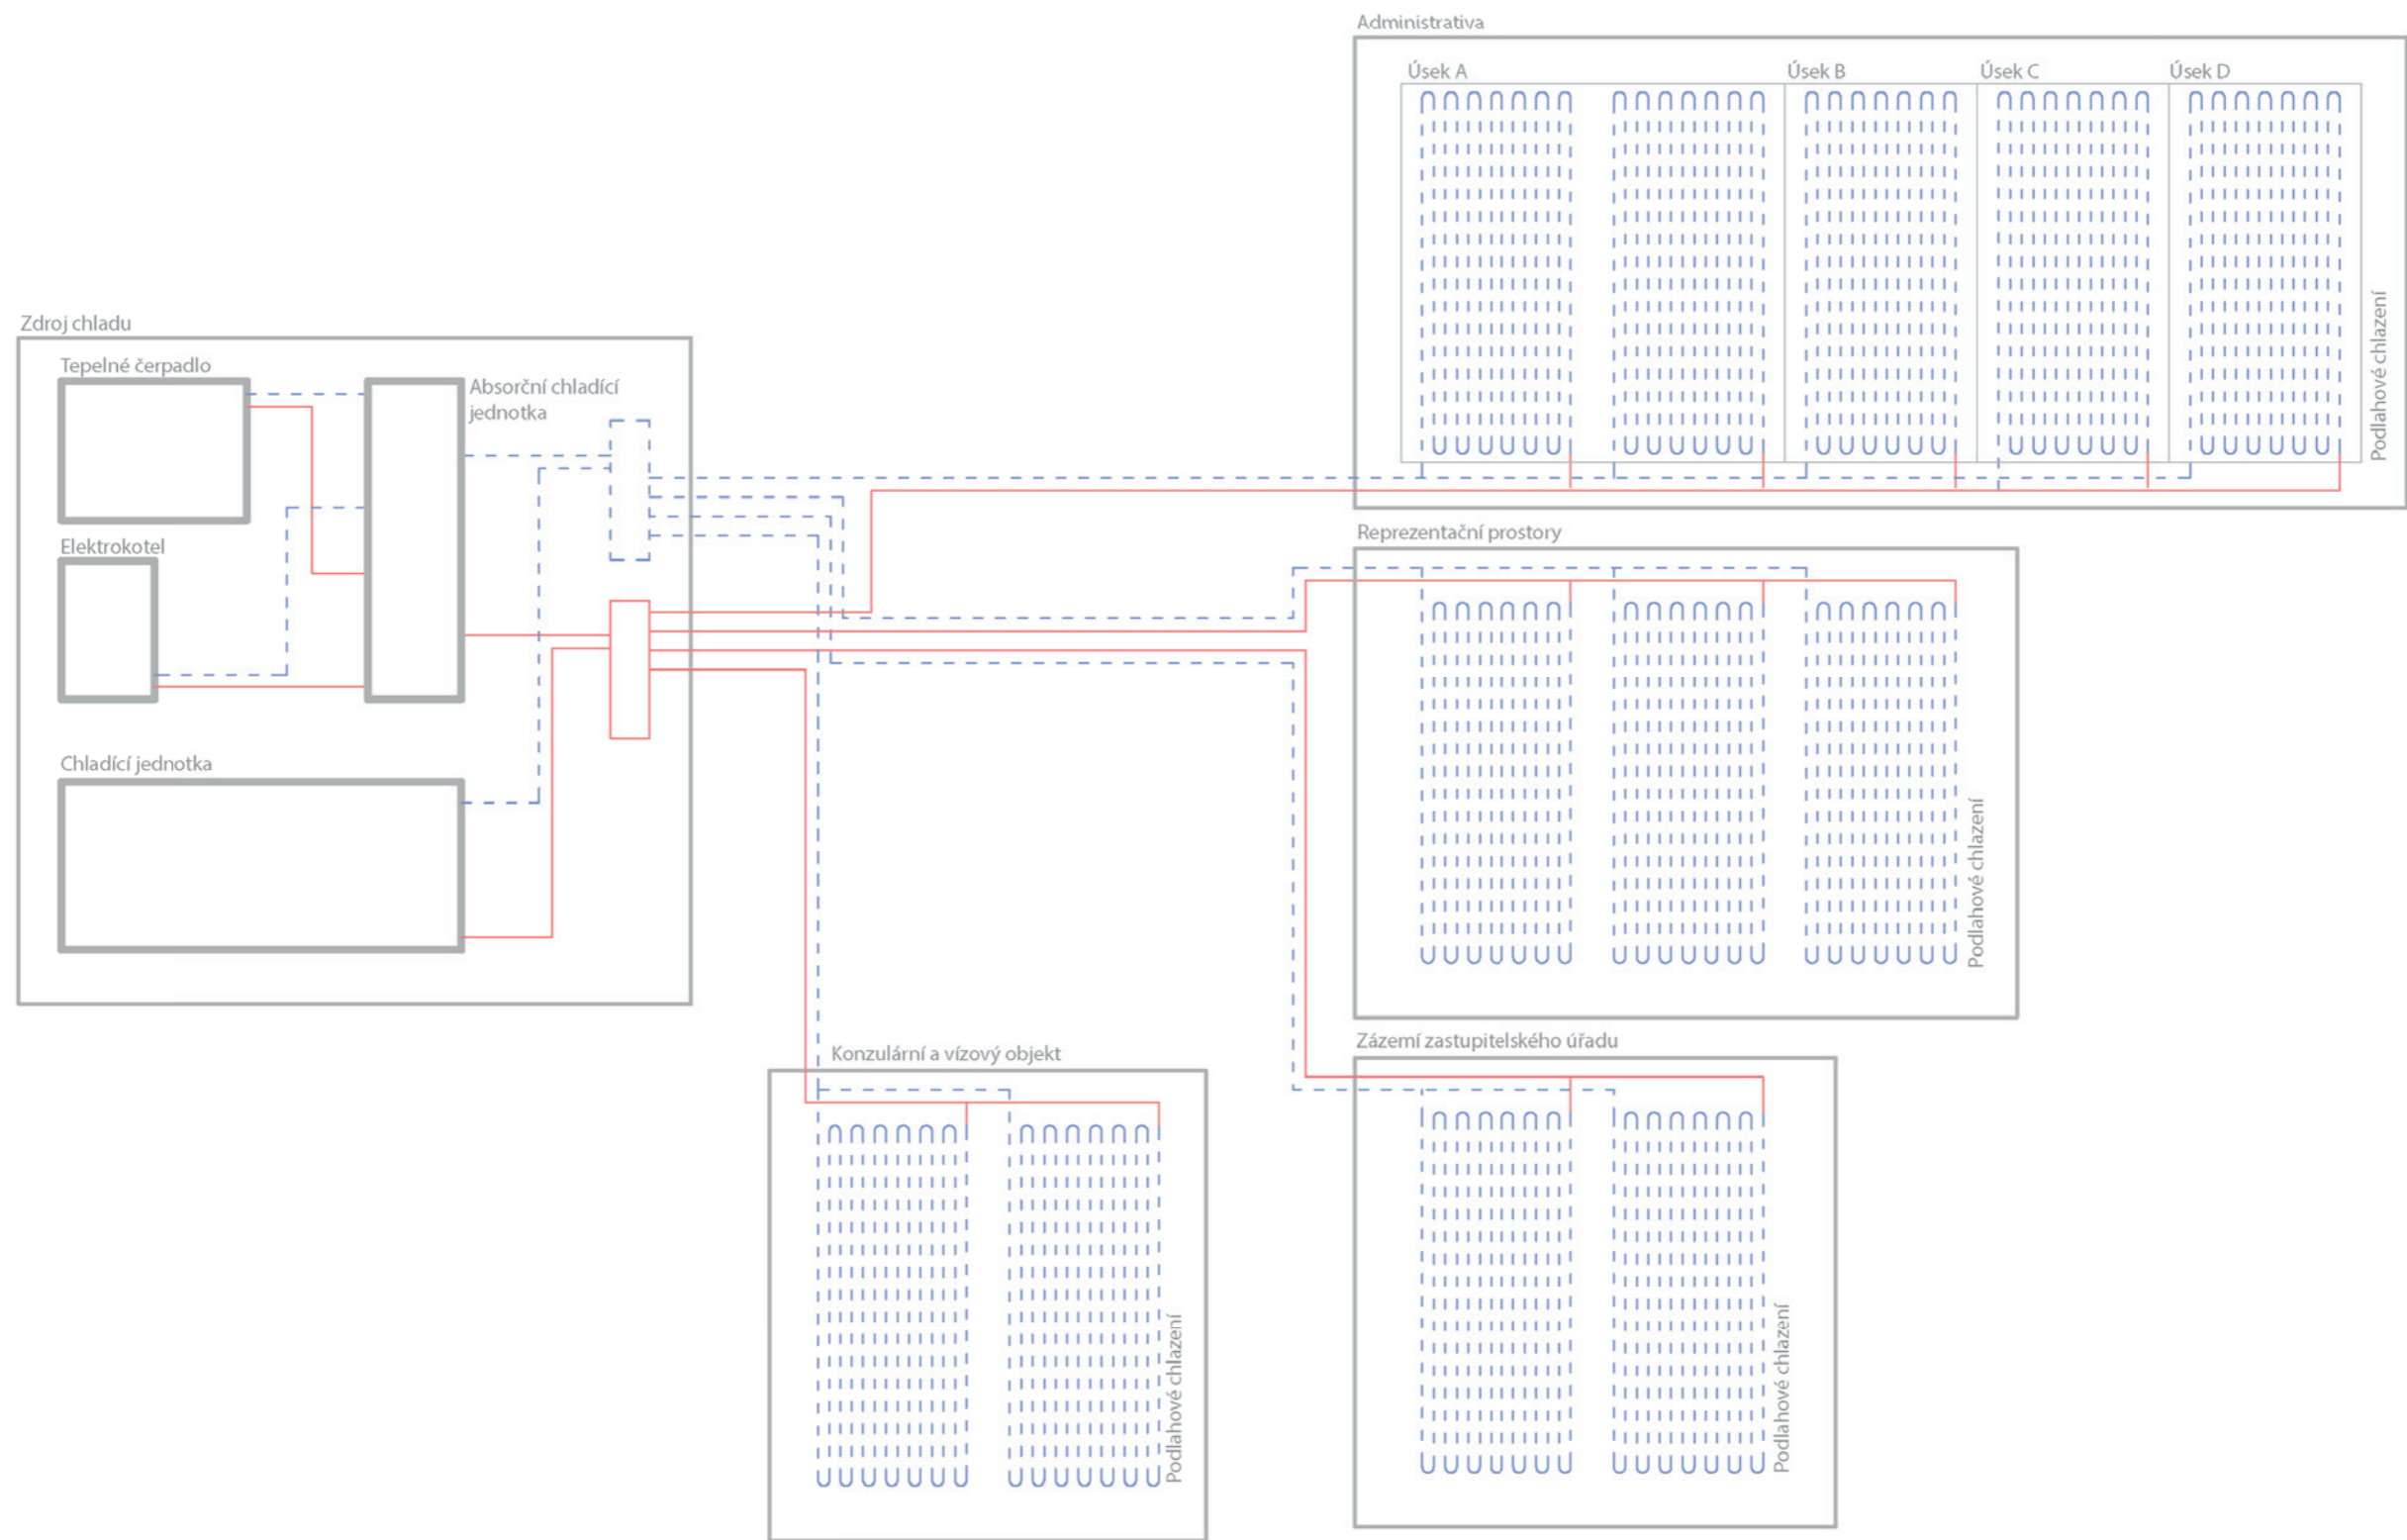 Administrativa
Úsek A
Úsek B
Úsek C
Úsek D
Podlahové chlazení
Zdroj chladu
Tepelné čerpadlo
Absorční chladící
jednotka
Elektrokotel
Chladící jednotka
Reprezentační prostory
Podlahové chlazení
Konzulární a vízový objekt
Podlahové chlazení
Zázemí zastupitelského úřadu
Podlahové chlazení